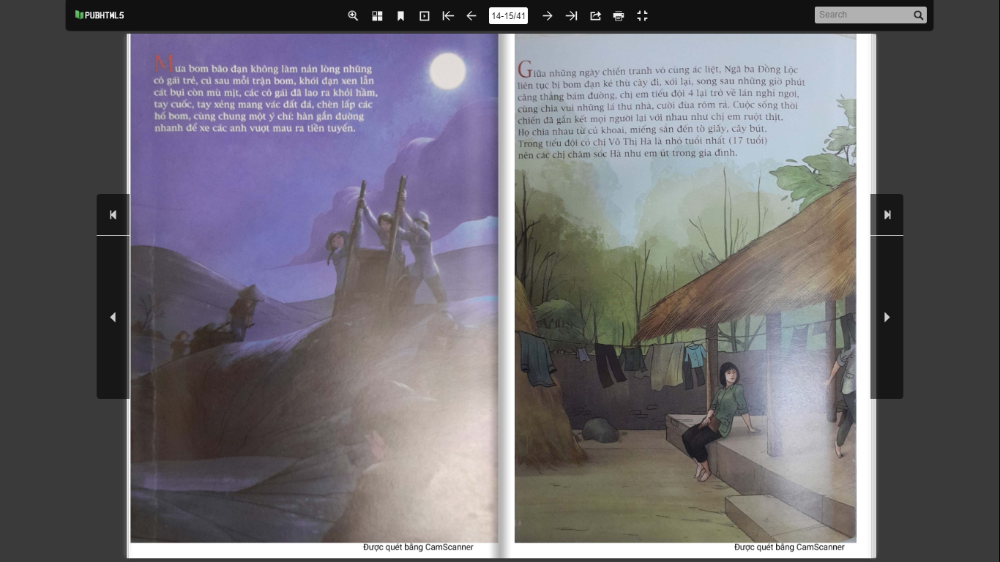 PUBHTML5
14-15/41
Search
Mưa bom bão đạn không làm nản lòng những
cô gái trẻ, cứ sau mỗi trận bom, khói đạn xen lẫn
cát bụi còn mù mịt, các cô gái đã lao ra khỏi hầm,
tay cuốc, tay xẻng mang vác đất đá, chèn lấp các
hố bom, cùng chung một ý chí: hàn gắn đường
nhanh để xe các anh vượt mau ra tiền tuyến.
Giữa những ngày chiến tranh vô cùng ác liệt, Ngã ba Đồng Lộc
liên tục bị bom đạn kẻ thù cày đi, xới lại, song sau những giờ phút
căng thẳng bám đường, chị em tiểu đội 4 lại trở về lán nghỉ ngơi,
cùng chia vui những lá thư nhà, cười đùa rôm rả. Cuộc sống thời
chiến đã gắn kết mọi người lại với nhau như chị em ruột thịt.
Họ chia nhau từ củ khoai, miếng sắn đến tờ giấy, cây bút.
Trong tiểu đội có chị Võ Thị Hà là nhỏ tuổi nhất (17 tuổi)
nên các chị chăm sóc Hà như em út trong gia đình.
Được quét bằng CamScanner
Được quét bằng CamScanner